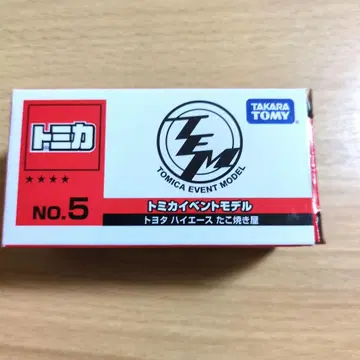 トミカ
★★★★
NO.5
TEM
TOMICA EVENT MODEL
TAKARA
TOMY
トミカイベントモデル
トヨタ ハイエース たこ焼き屋